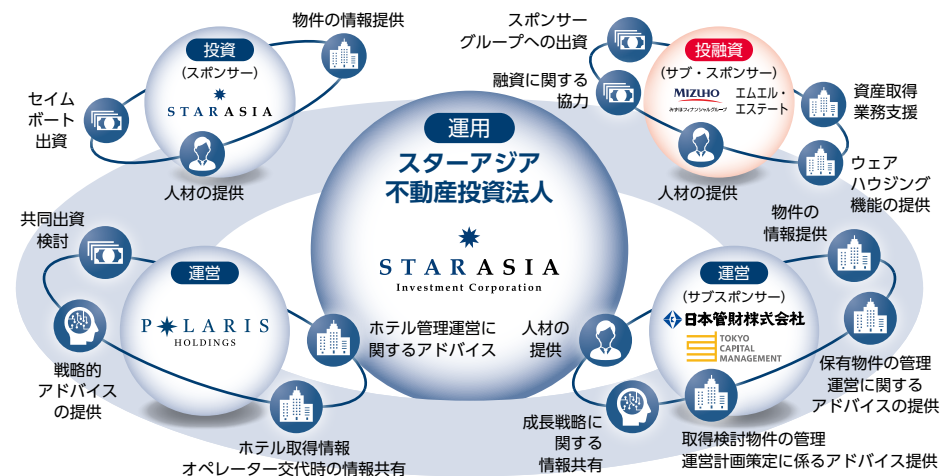 物件の情報提供
投資
(スポンサー)
STARASIA
セイム
ボート
出資
人材の提供
スポンサー
グループへの出資
融資に関する
協力
投融資
(サブ・スポンサー)
MIZUHO
みずほフィナンシャルグループ
エムエル・
エステート
資産取得
業務支援
ウェア
ハウジング
機能の提供
人材の提供
運用
スターアジア
不動産投資法人
STARASIA
Investment Corporation
共同出資
検討
運営
POLARIS
HOLDINGS
戦略的
アドバイス
の提供
ホテル管理運営に
関するアドバイス
ホテル取得情報
オペレーター交代時の情報共有
物件の
情報提供
運営
(サブスポンサー)
日本管財株式会社
TOKYO
CAPITAL
MANAGEMENT
人材の
提供
保有物件の管理
運営に関する
アドバイスの提供
成長戦略に
関する
情報共有
取得検討物件の管理
運営計画策定に係るアドバイス提供